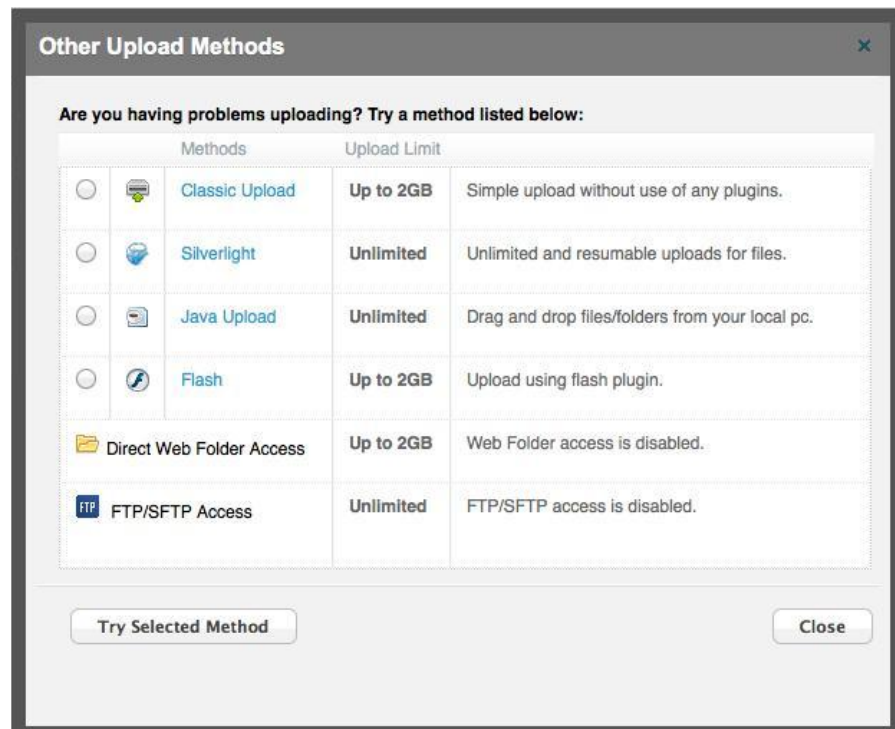 Other Upload Methods ×
Are you having problems uploading? Try a method listed below:
Methods Upload Limit
Classic Upload Up to 2GB Simple upload without use of any plugins.
Silverlight Unlimited Unlimited and resumable uploads for files.
Java Upload Unlimited Drag and drop files/folders from your local pc.
Flash Up to 2GB Upload using flash plugin.
Direct Web Folder Access Up to 2GB Web Folder access is disabled.
FTP FTP/SFTP Access Unlimited FTP/SFTP access is disabled.
Try Selected Method Close